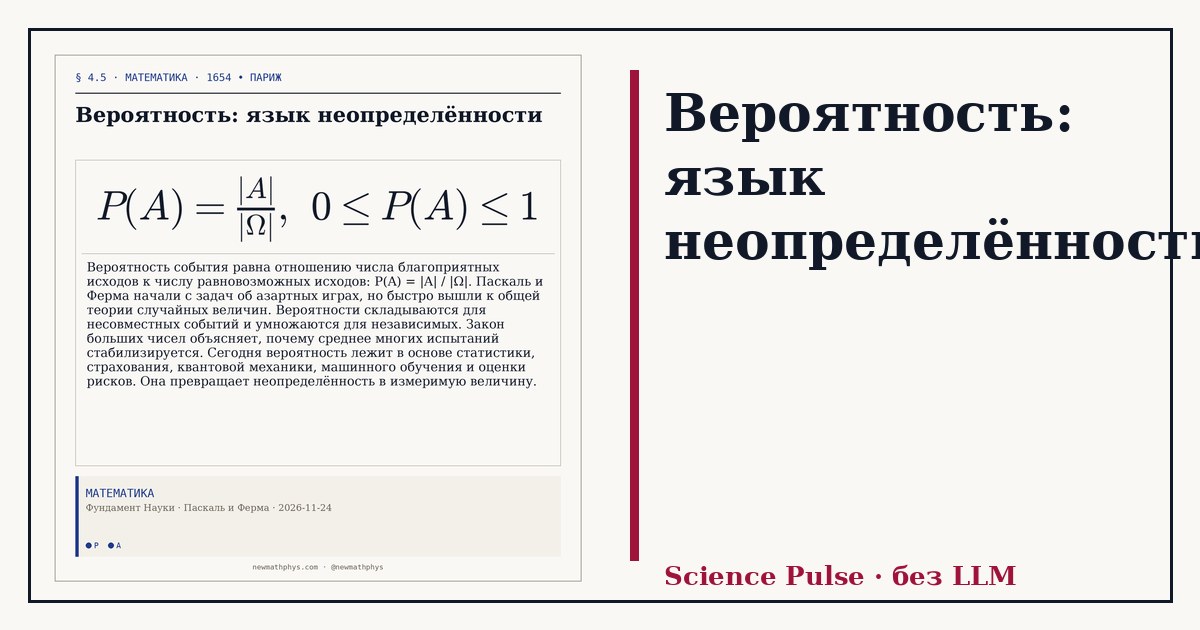 § 4.5 · МАТЕМАТИКА · 1654 • ПАРИЖ
Вероятность: язык неопределённости
P(A) = |A| / |Ω|, 0 ≤ P(A) ≤ 1
Вероятность события равна отношению числа благоприятных
исходов к числу равновозможных исходов: P(A) = |A| / |Ω|. Паскаль и
Ферма начали с задач об азартных играх, но быстро вышли к общей
теории случайных величин. Вероятности складываются для
несовместных событий и умножаются для независимых. Закон
больших чисел объясняет, почему среднее многих испытаний
стабилизируется. Сегодня вероятность лежит в основе статистики,
страхования, квантовой механики, машинного обучения и оценки
рисков. Она превращает неопределённость в измеримую величину.
МАТЕМАТИКА
Фундамент Науки · Паскаль и Ферма · 2026-11-24
●P ●A
newmathphys.com · @newmathphys
Вероятность:
язык
неопределённости
Science Pulse · без LLM